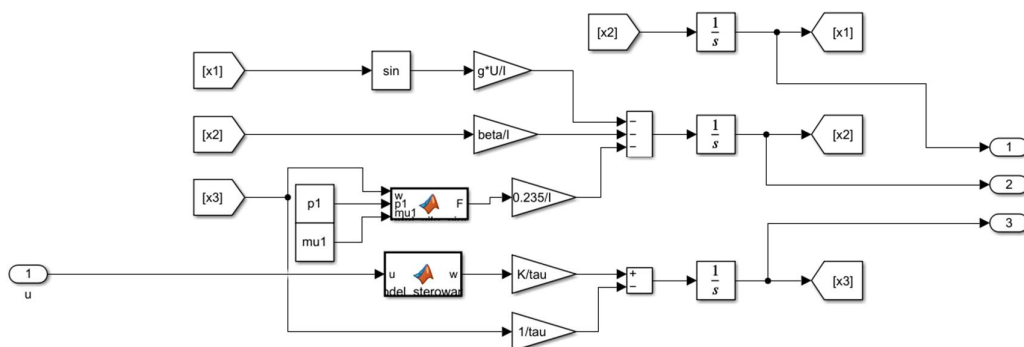 [x2]
1
s
[x1]
[x1]
sin
g*U/I
[x2]
beta/I
1
s
[x2]
1
[x3]
w
p1
mu1
F
0.235/I
2
p1
mu1
3
1
u
u
w
K/tau
1
s
[x3]
1/tau